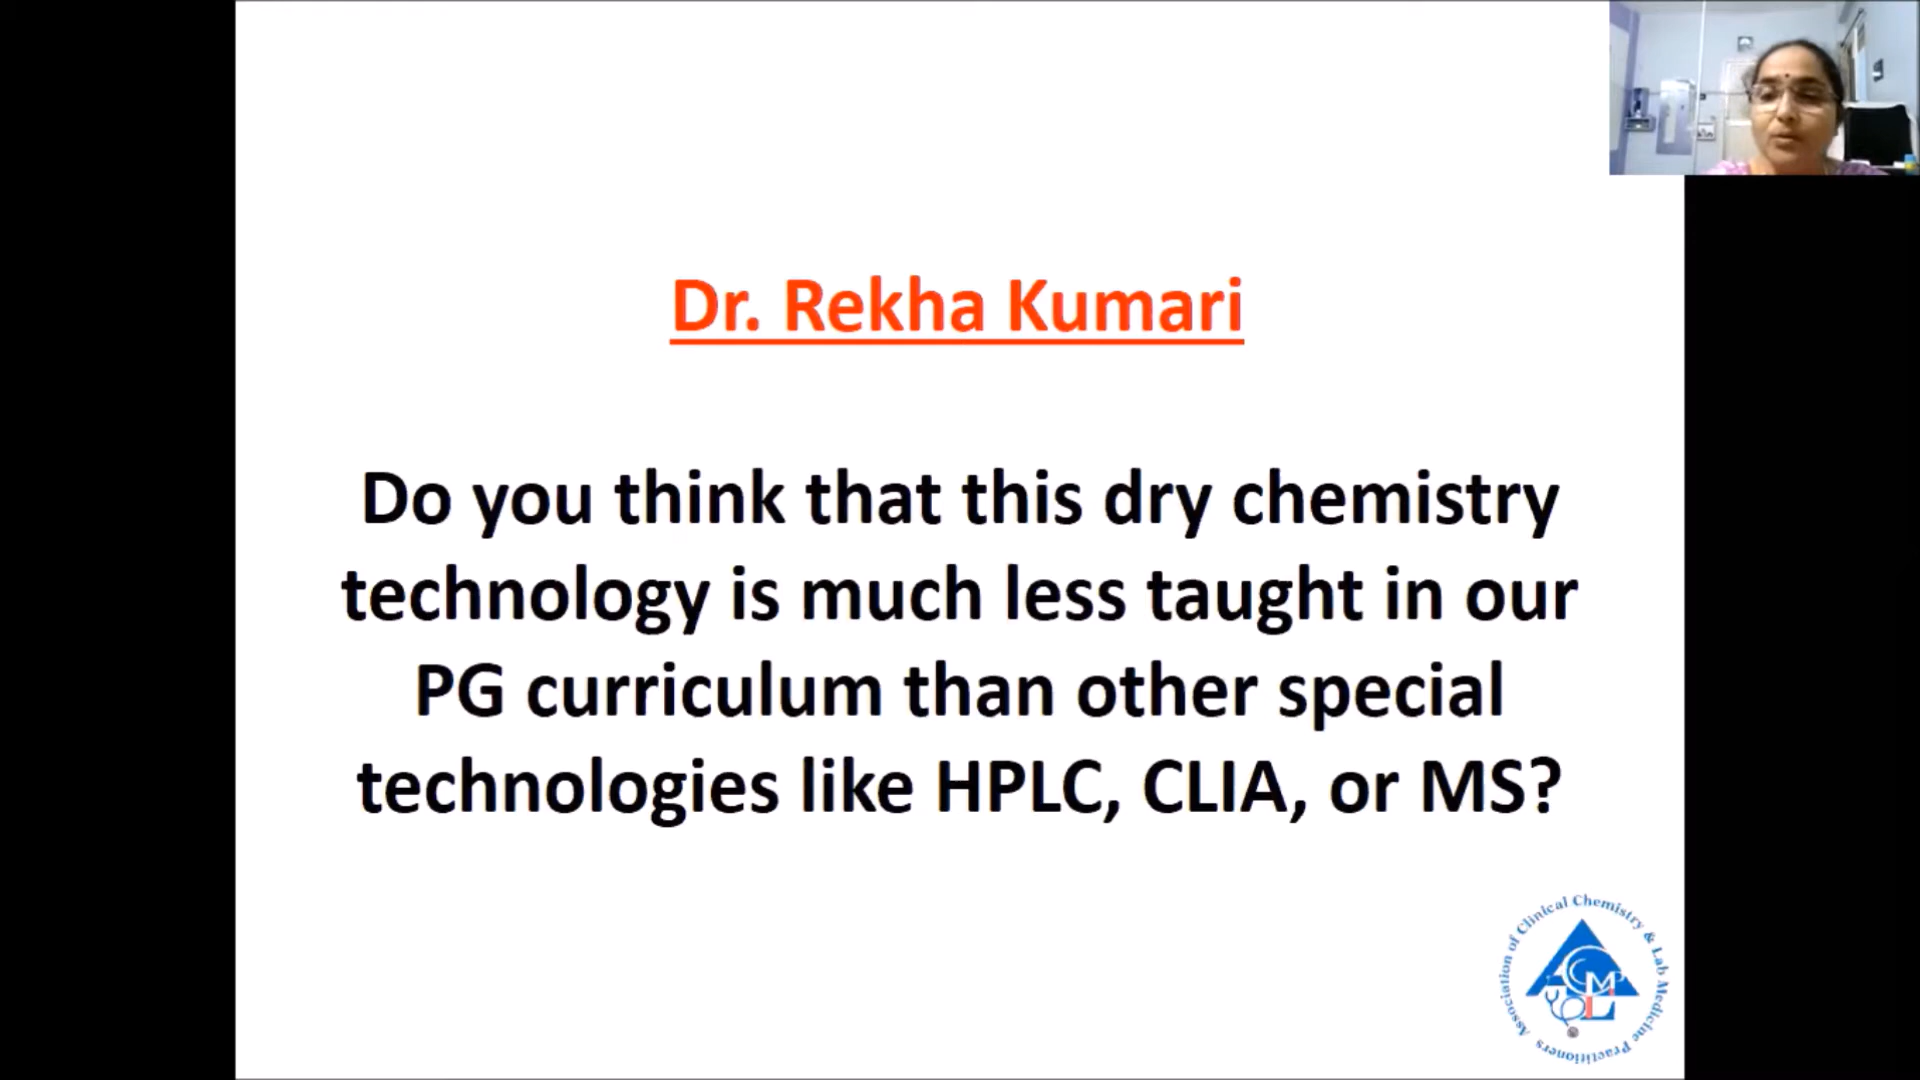 Dr. Rekha Kumari
Do you think that this dry chemistry
technology is much less taught in our
PG curriculum than other special
technologies like HPLC, CLIA, or MS?
Association of Clinical Chemistry & Lab Medicine Practitioners